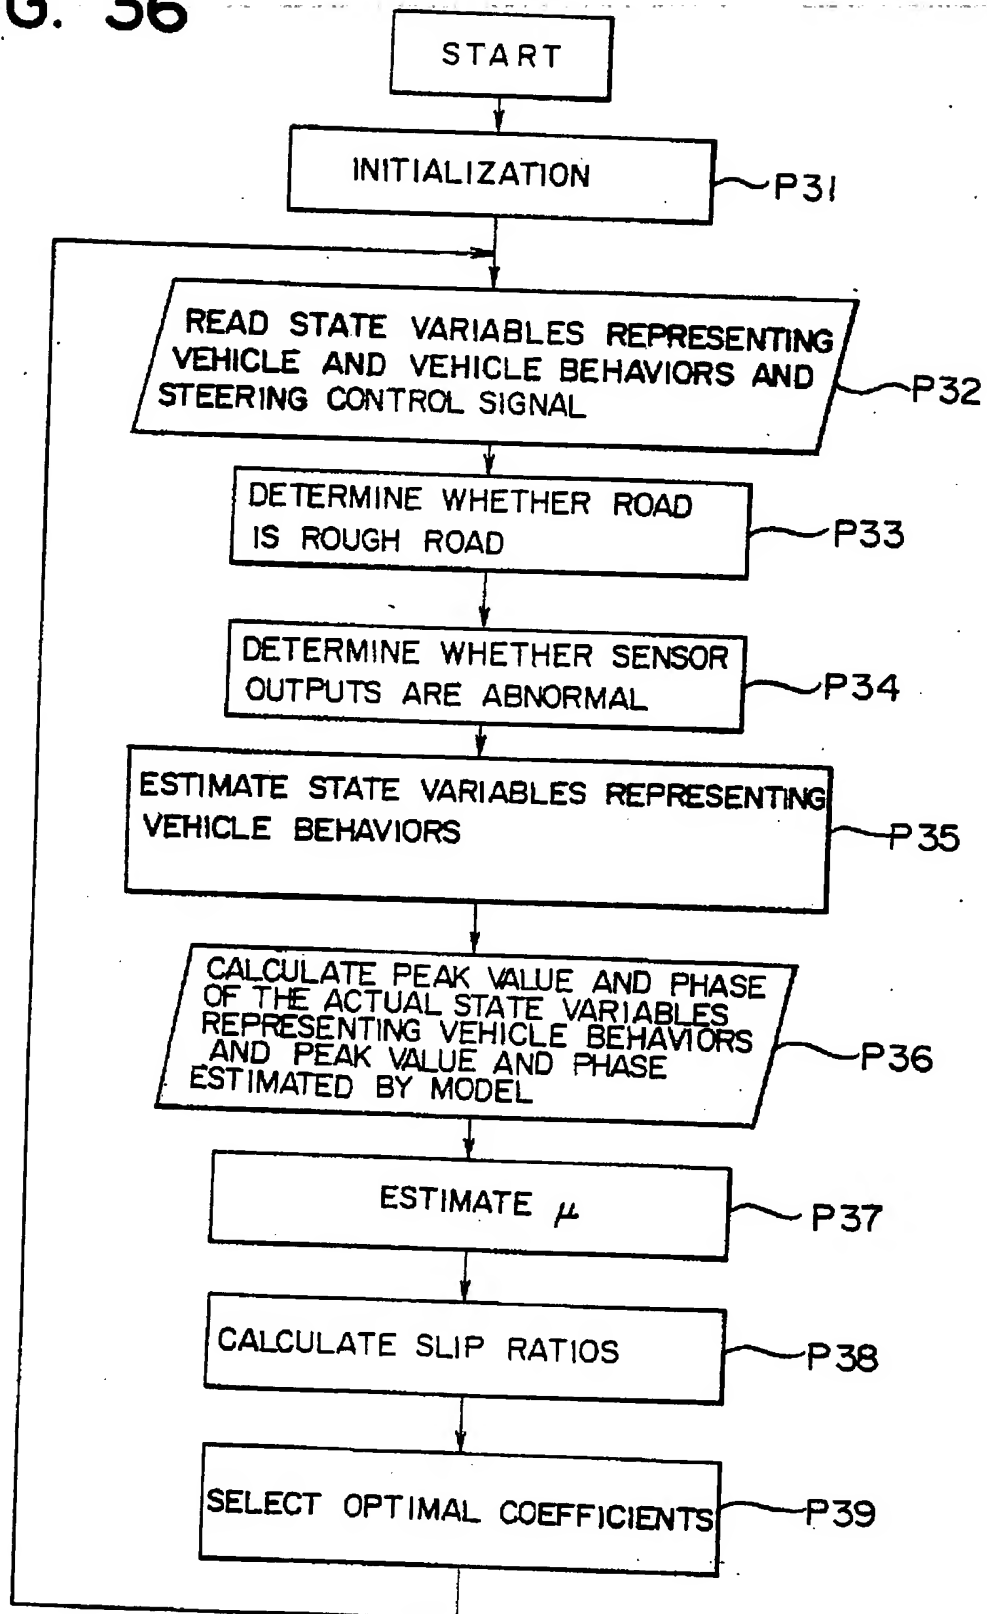 G. 36
START
INITIALIZATION
P31
READ STATE VARIABLES REPRESENTING
VEHICLE AND VEHICLE BEHAVIORS AND
STEERING CONTROL SIGNAL
P32
DETERMINE WHETHER ROAD
IS ROUGH ROAD
P33
DETERMINE WHETHER SENSOR
OUTPUTS ARE ABNORMAL
P34
ESTIMATE STATE VARIABLES REPRESENTING
VEHICLE BEHAVIORS
P35
CALCULATE PEAK VALUE AND PHASE
OF THE ACTUAL STATE VARIABLES
REPRESENTING VEHICLE BEHAVIORS
AND PEAK VALUE AND PHASE
ESTIMATED BY MODEL
P36
ESTIMATE μ
P37
CALCULATE SLIP RATIOS
P38
SELECT OPTIMAL COEFFICIENTS
P39